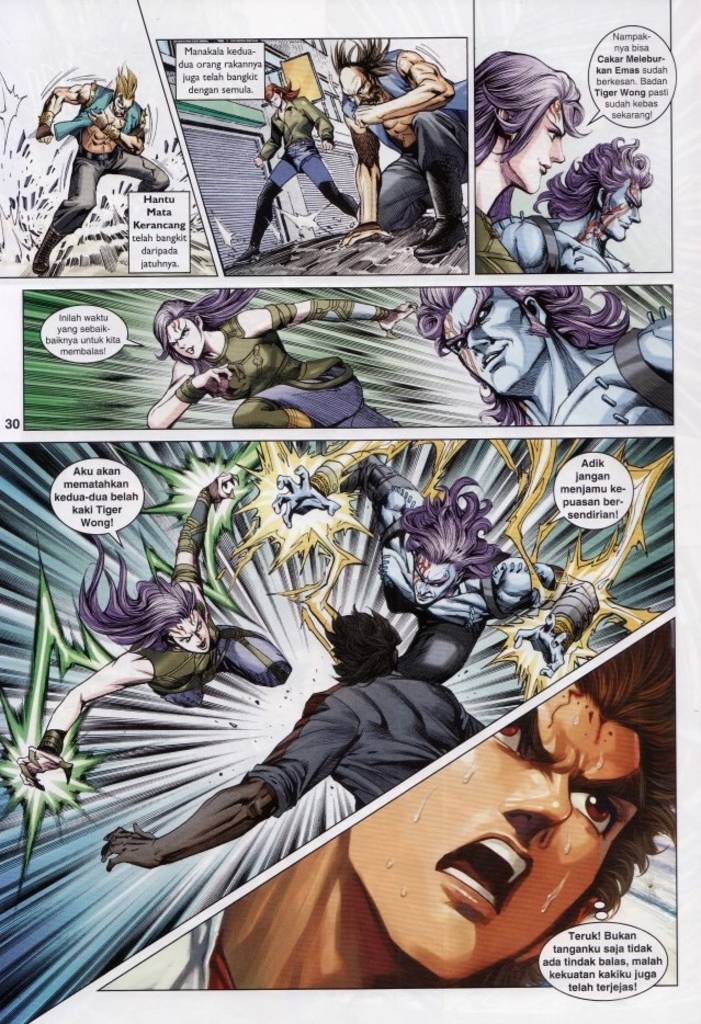 Hantu
Mata
Kerancang
telah bangkit
daripada
jatuhnya.
Manakala kedua-
dua orang rakannya
juga telah bangkit
dengan semula.
Nampak-
nya bisa
Cakar Melebur-
kan Emas sudah
berkesan. Badan
Tiger Wong pasti
sudah kebas
sekarang!
Inilah waktu
yang sebaik-
baiknya untuk kita
membalas!
30
Aku akan
mematahkan
kedua-dua belah
kaki Tiger
Wong!
Adik
jangan
menjamu ke-
puasan ber-
sendirian!
Teruk! Bukan
tanganku saja tidak
ada tindak balas, malah
kekuatan kakiku juga
telah terjejas!